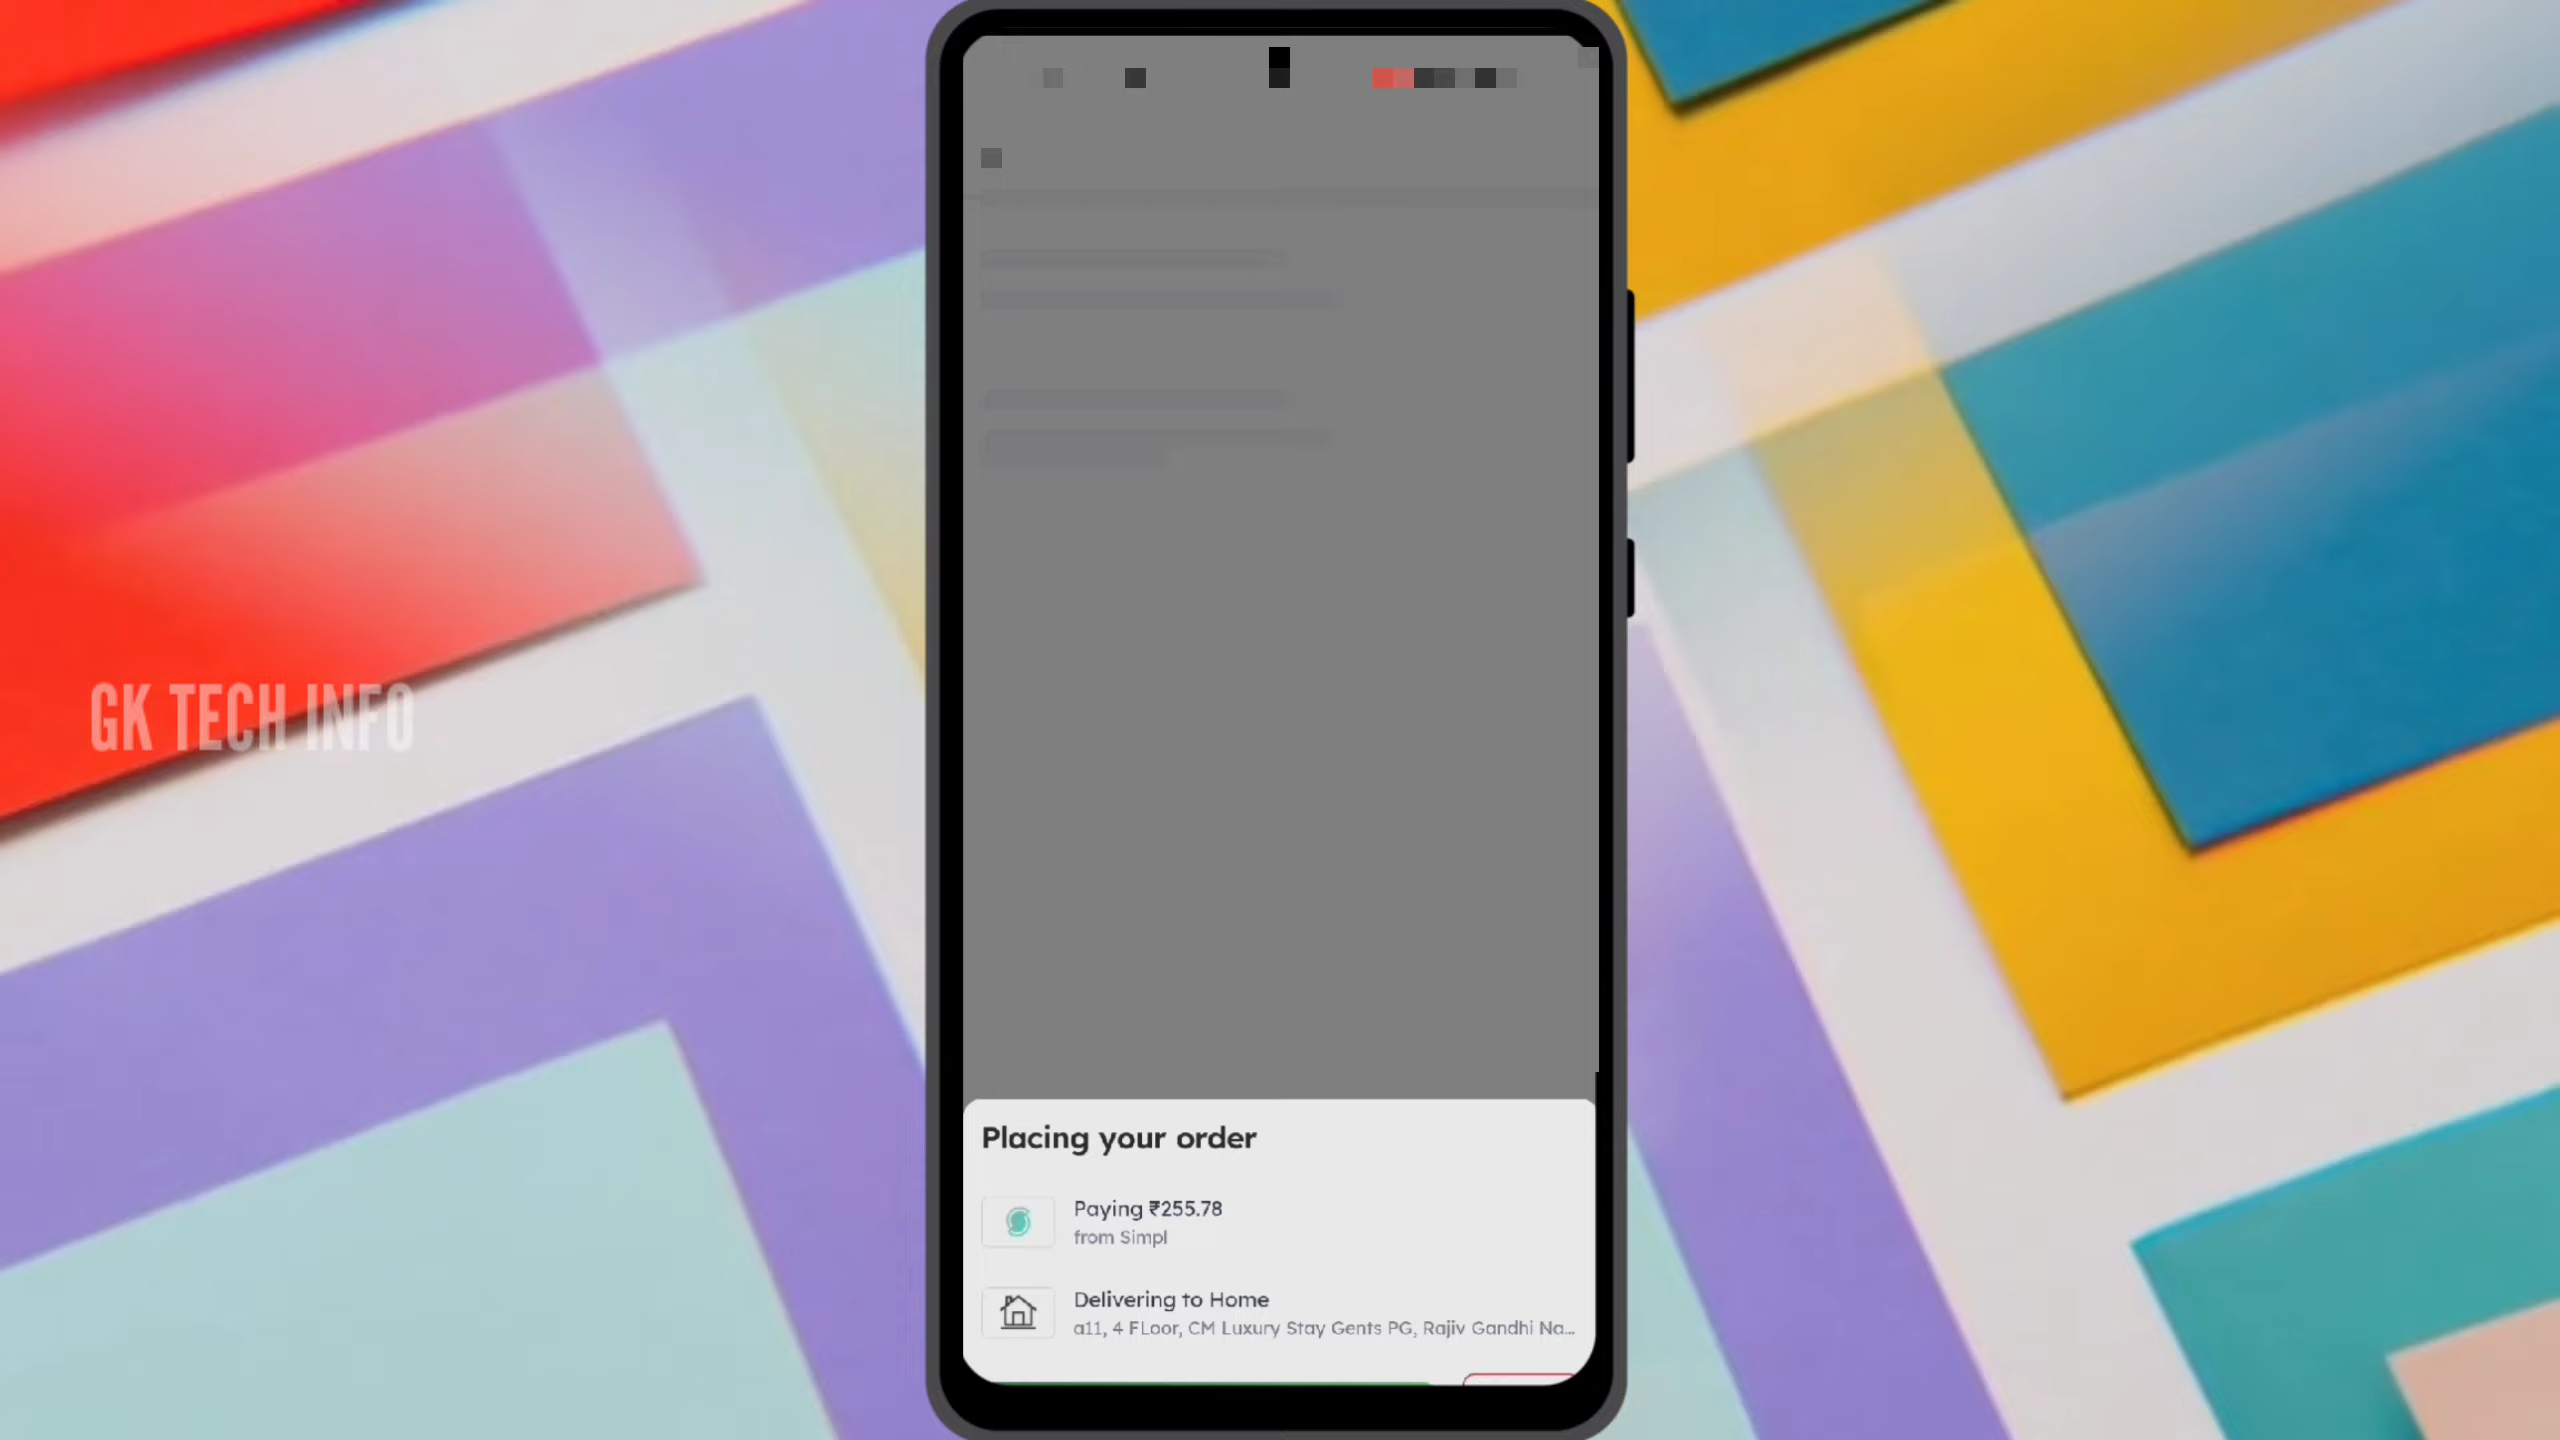 GK TECH INFO
Placing your order
Paying ₹255.78
from Simpl
Delivering to Home
a11, 4 FLoor, CM Luxury Stay Gents PG, Rajiv Gandhi Na...